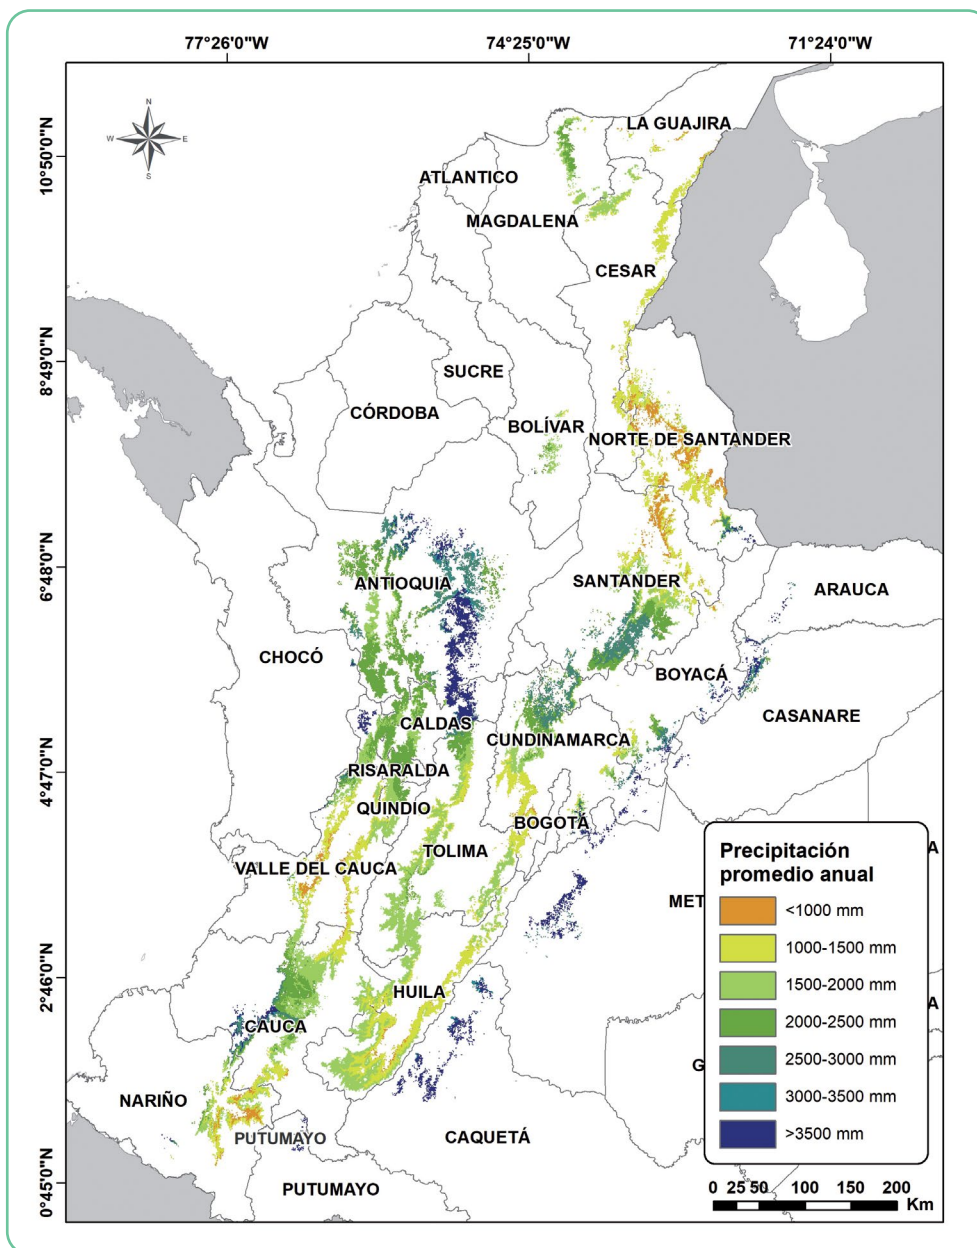 77°26'0"W
74°25'0"W
71°24'0"W
N
W
E
S
10°50'0"N
8°49'0"N
6°48'0"N
4°47'0"N
2°46'0"N
0°45'0"N
LA GUAJIRA
ATLANTICO
MAGDALENA
CESAR
SUCRE
CÓRDOBA
BOLÍVAR
NORTE DE SANTANDER
ANTIOQUIA
SANTANDER
ARAUCA
CHOCÓ
BOYACÁ
CASANARE
CALDAS
CUNDINAMARCA
RISARALDA
QUINDIO
BOGOTÁ
TOLIMA
VALLE DEL CAUCA
MET
A
HUILA
A
CAUCA
G
NARIÑO
PUTUMAYO
CAQUETÁ
PUTUMAYO
Precipitación
promedio anual
<1000 mm
1000-1500 mm
1500-2000 mm
2000-2500 mm
2500-3000 mm
3000-3500 mm
>3500 mm
0 25 50 100 150 200
Km